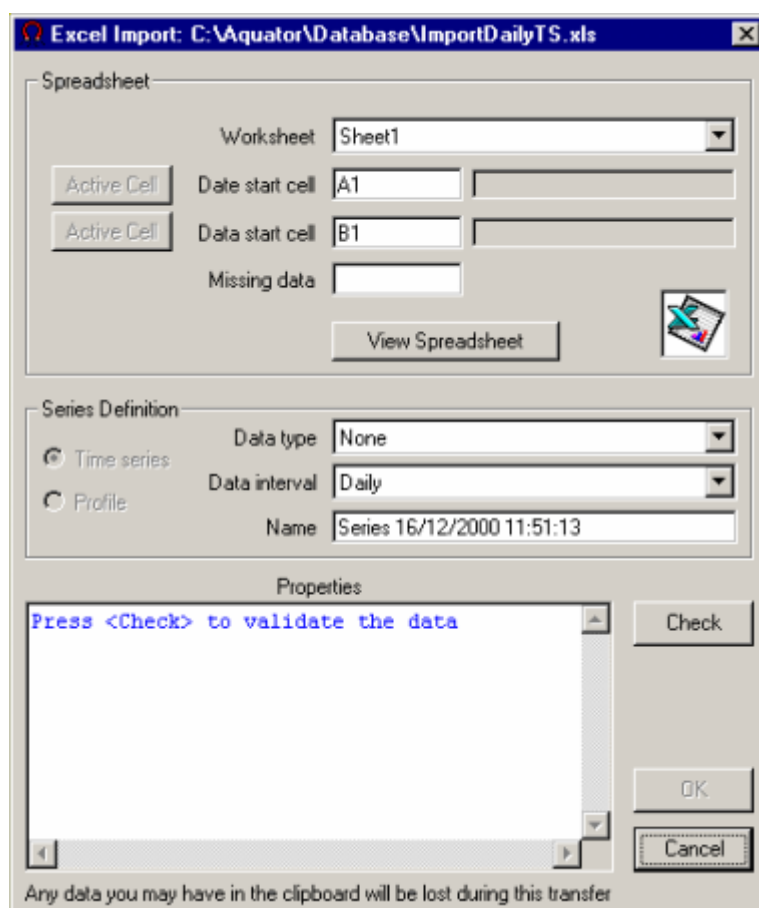 Excel Import: C:\Aquator\Database\ImportDailyTS.xls
Spreadsheet
Worksheet Sheet1
Active Cell Date start cell A1
Active Cell Data start cell B1
Missing data
View Spreadsheet
Series Definition
Data type None
Time series
Data interval Daily
Profile
Name Series 16/12/2000 11:51:13
Properties
Press <Check> to validate the data
Check
OK
Cancel
Any data you may have in the clipboard will be lost during this transfer